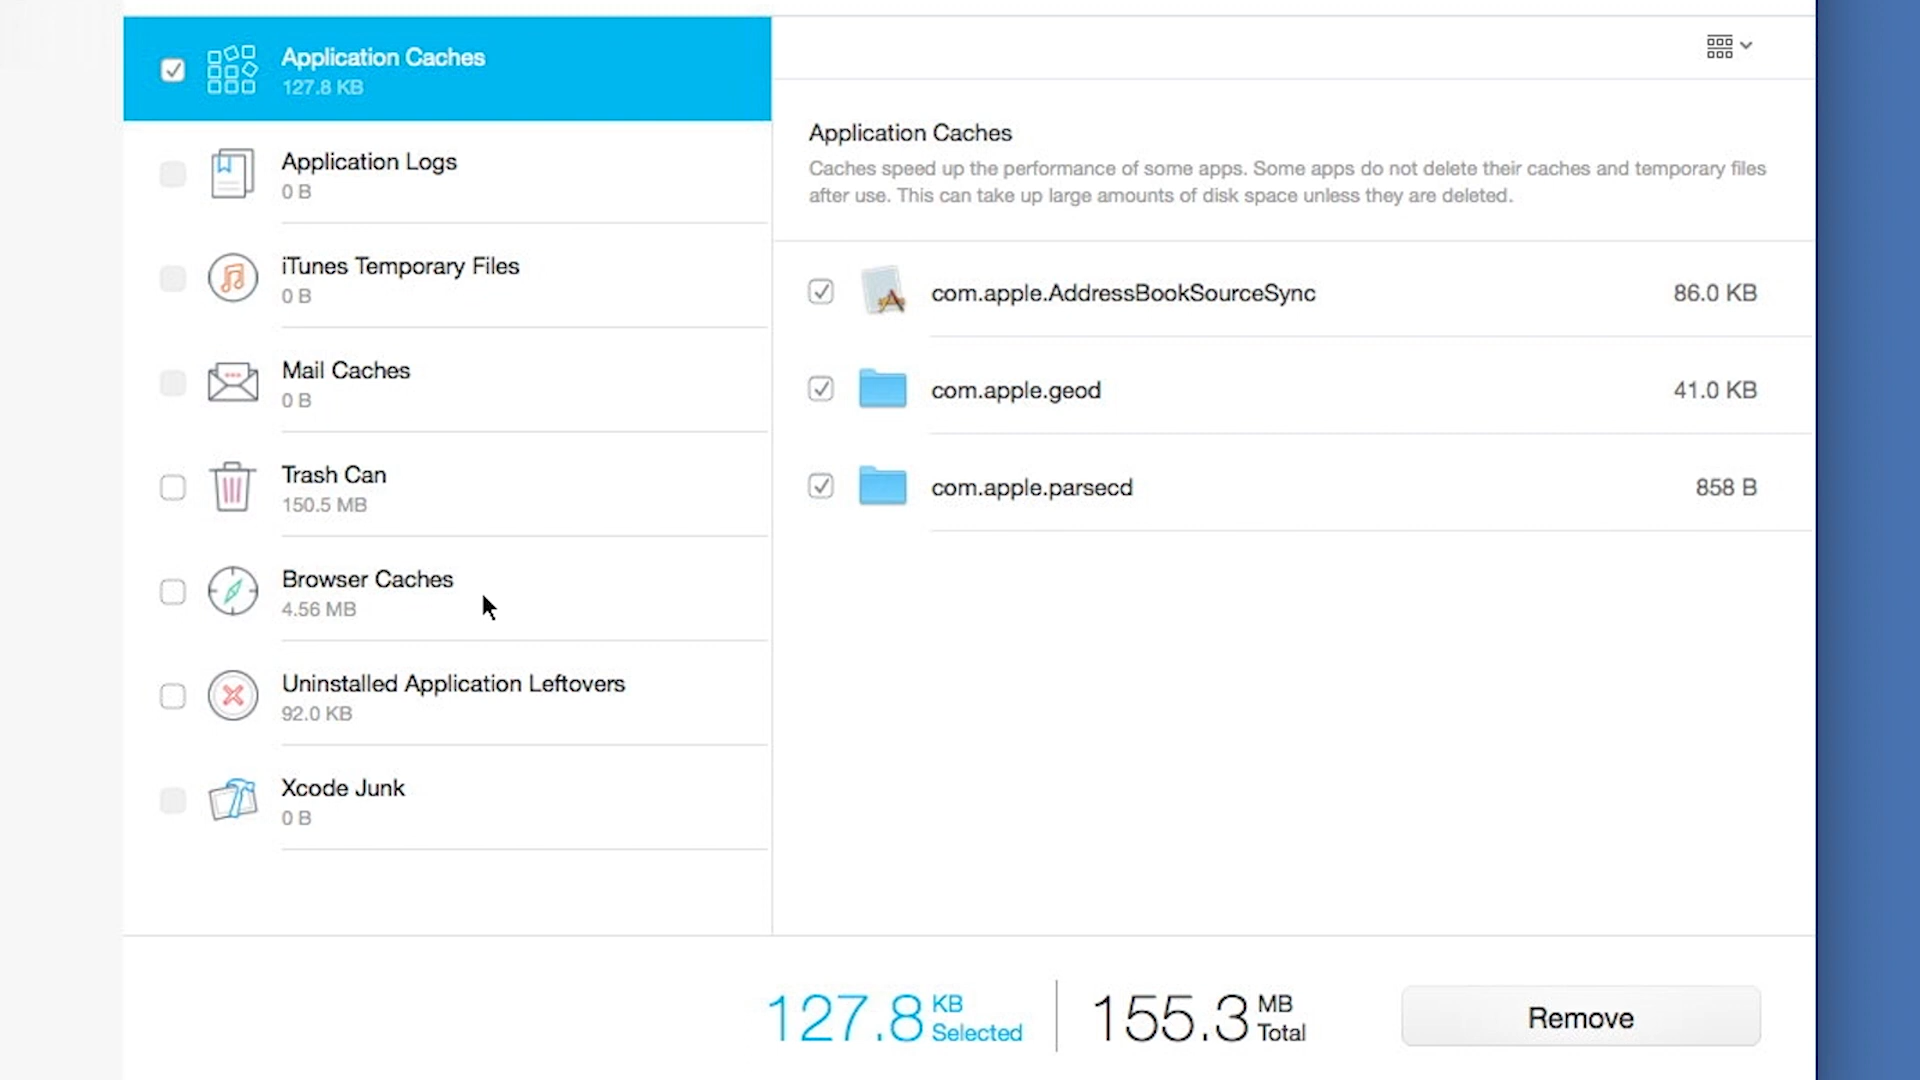 Application Caches
127.8 KB
Application Logs
0 B
iTunes Temporary Files
0 B
Mail Caches
0 B
Trash Can
150.5 MB
Browser Caches
4.56 MB
Uninstalled Application Leftovers
92.0 KB
Xcode Junk
0 B
Application Caches
Caches speed up the performance of some apps. Some apps do not delete their caches and temporary files
after use. This can take up large amounts of disk space unless they are deleted.
com.apple.AddressBookSourceSync 86.0 KB
com.apple.geod 41.0 KB
com.apple.parsecd 858 B
127.8 KB Selected
155.3 MB Total
Remove